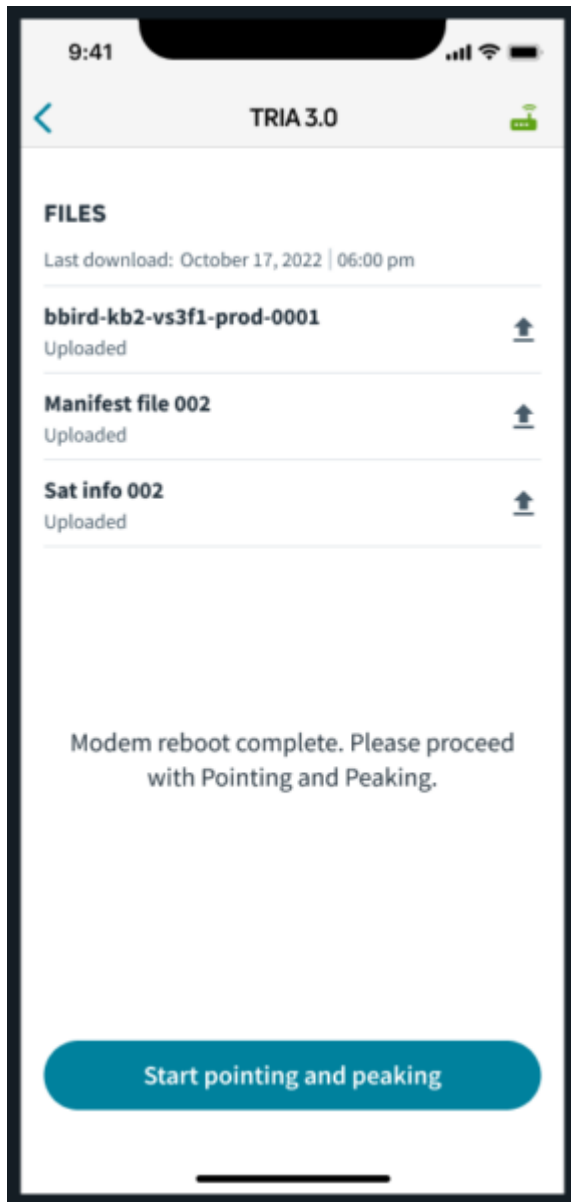 9:41
TRIA 3.0
FILES
Last download: October 17, 2022 | 06:00 pm
bbird-kb2-vs3f1-prod-0001
Uploaded
Manifest file 002
Uploaded
Sat info 002
Uploaded
Modem reboot complete. Please proceed
with Pointing and Peaking.
Start pointing and peaking